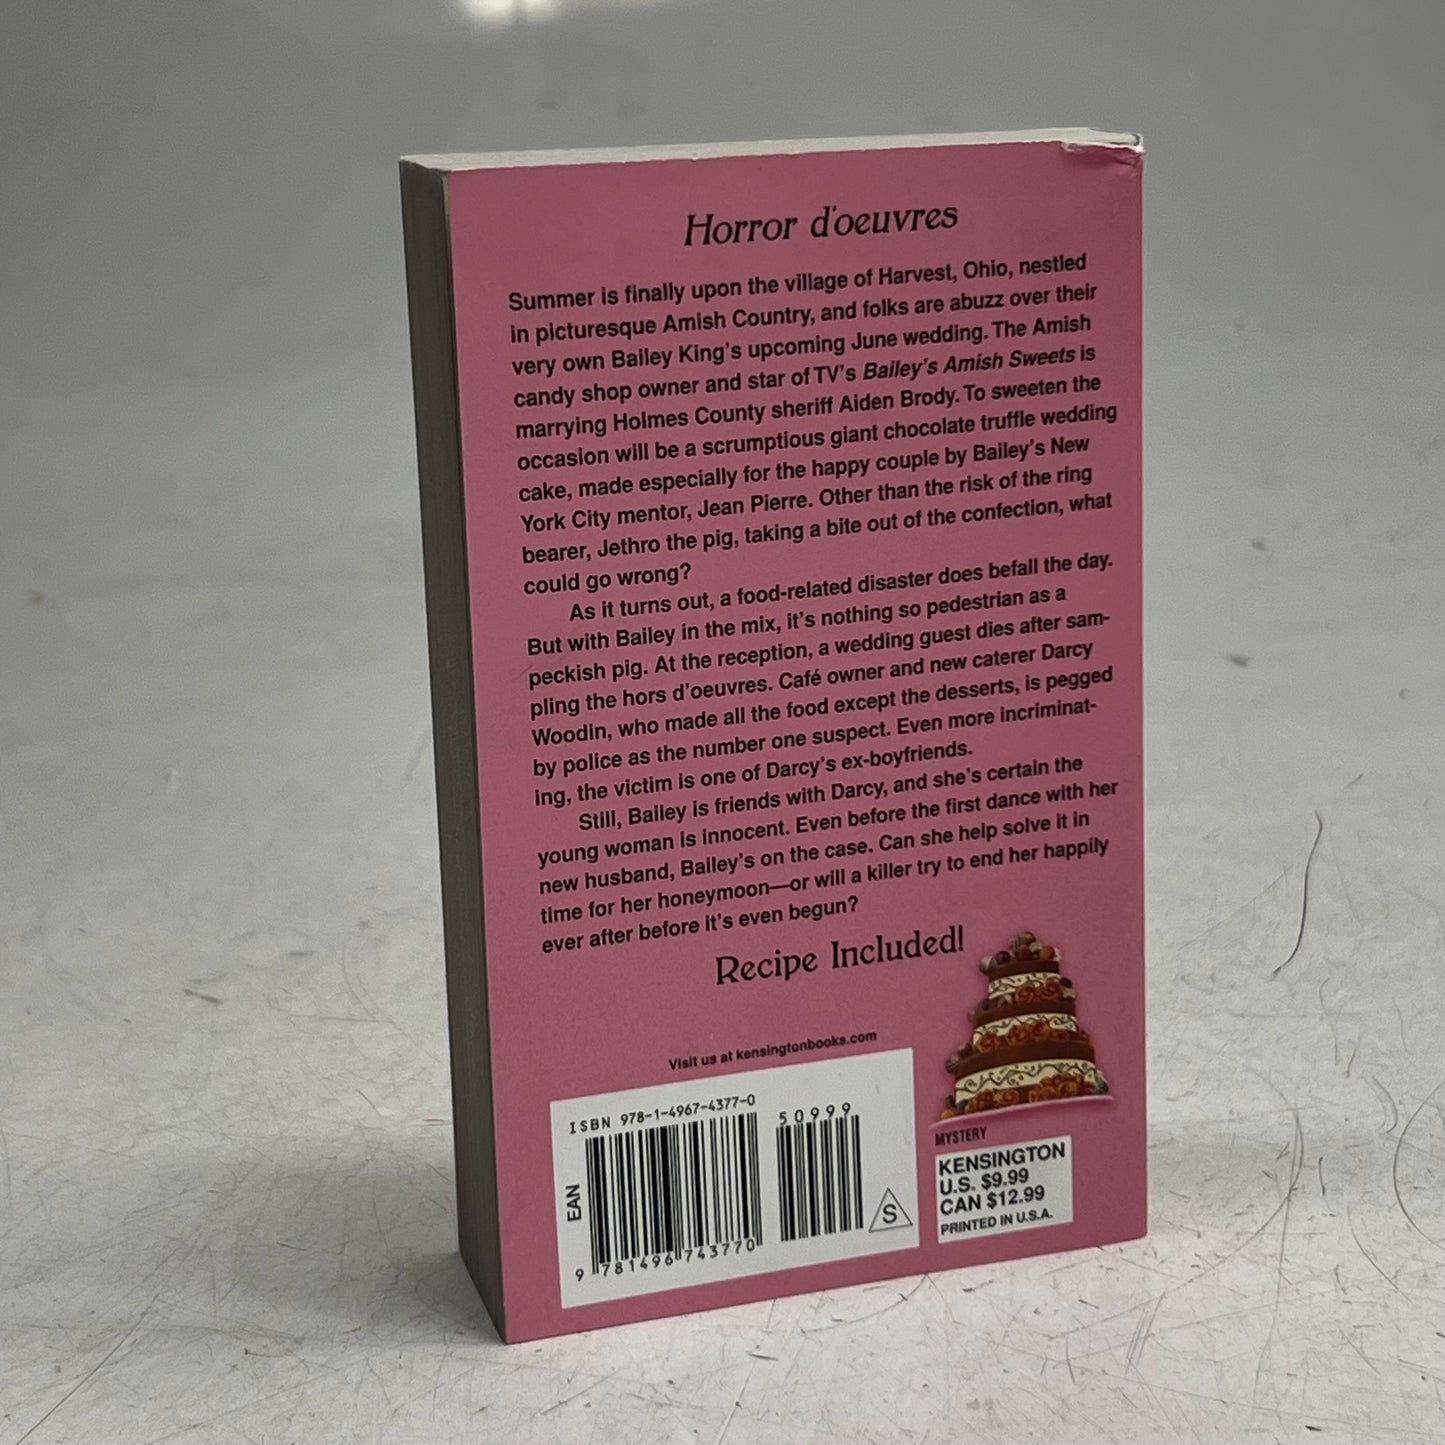 Horror d'oeuvres
Summer is finally upon the village of Harvest, Ohio, nestled
in picturesque Amish Country, and folks are abuzz over their
very own Bailey King's upcoming June wedding. The Amish
candy shop owner and star of TV's Bailey's Amish Sweets is
marrying Holmes County sheriff Aiden Brody. To sweeten the
occasion will be a scrumptious giant chocolate truffle wedding
cake, made especially for the happy couple by Bailey's New
York City mentor, Jean Pierre. Other than the risk of the ring
bearer, Jethro the pig, taking a bite out of the confection, what
could go wrong?
As it turns out, a food-related disaster does befall the day.
But with Bailey in the mix, it's nothing so pedestrian as a
peckish pig. At the reception, a wedding guest dies after sam-
pling the hors d'oeuvres. Café owner and new caterer Darcy
Woodin, who made all the food except the desserts, is pegged
by police as the number one suspect. Even more incriminat-
ing, the victim is one of Darcy's ex-boyfriends.
Still, Bailey is friends with Darcy, and she's certain the
young woman is innocent. Even before the first dance with her
new husband, Bailey's on the case. Can she help solve it in
time for her honeymoon—or will a killer try to end her happily
ever after before it's even begun?
Recipe Included!
Visit us at kensingtonbooks.com
ISBN 978-1-4967-4377-0
50999
EAN
9 781496 743770
S
MYSTERY
KENSINGTON
U.S. $9.99
CAN $12.99
PRINTED IN U.S.A.